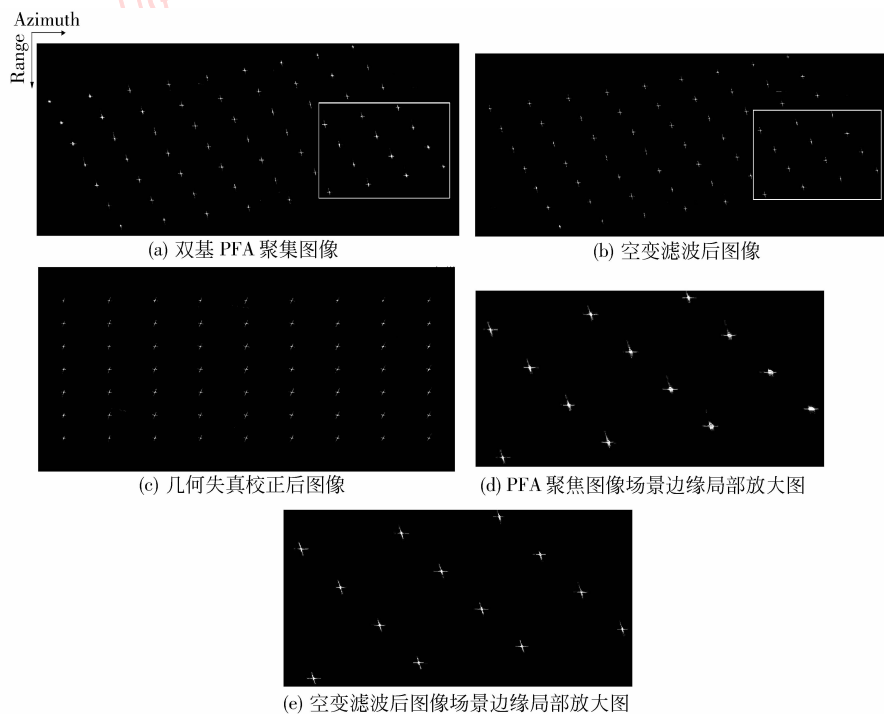 Azimuth
Range
(a) 双基 PFA 聚集图像
(b) 空变滤波后图像
(c) 几何失真校正后图像
(d) PFA 聚焦图像场景边缘局部放大图
(e) 空变滤波后图像场景边缘局部放大图